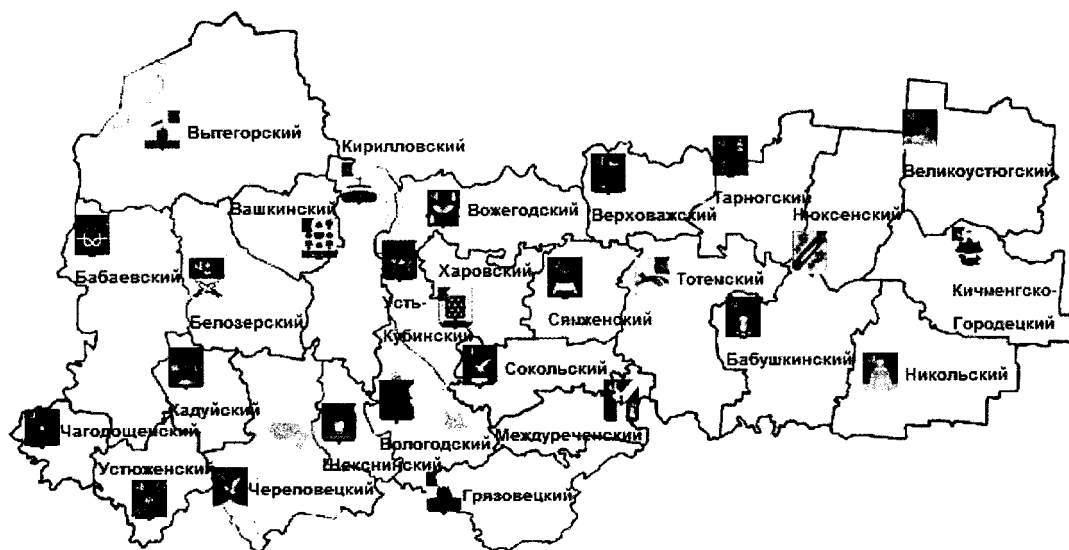 Вытегорский
Кирилловский
Великоустюгский
Вашкинский
Вожегодский
Верховажский
Тарногский
Нюксенский
Бабаевский
Харовский
Тотемский
Усть-
Кубинский
Кичменгско-
Городецкий
Белозерский
Сямженский
Бабушкинский
Сокольский
Никольский
Кадуйский
Чагодощенский
Вологодский
Междуреченский
Устюженский
Шекснинский
Череповецкий
Грязовецкий